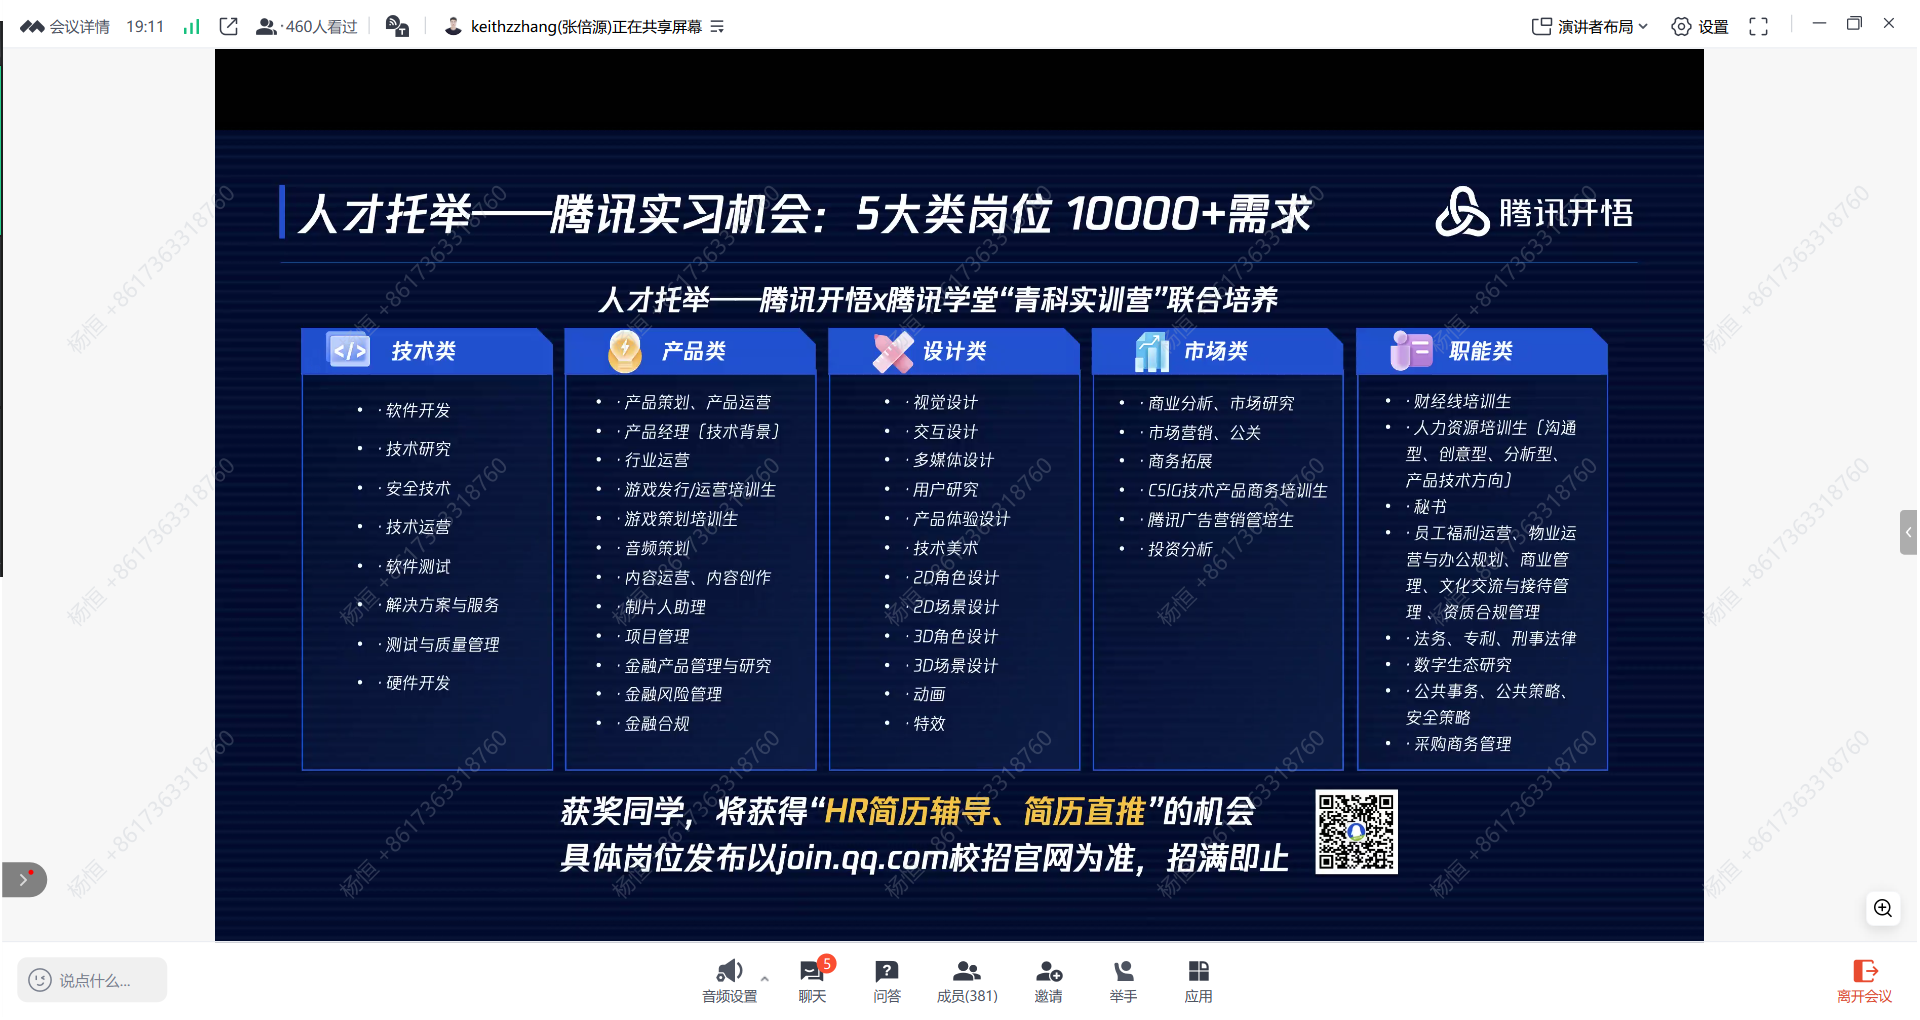 会议详情 19:11 ·460人看过 keithzzhang(张倍源)正在共享屏幕 演讲者布局 设置
人才托举——腾讯实习机会：5大类岗位 10000+需求
腾讯开悟
人才托举——腾讯开悟x腾讯学堂“青科实训营”联合培养
</> 技术类
• ·软件开发
• ·技术研究
• ·安全技术
• ·技术运营
• ·软件测试
• ·解决方案与服务
• ·测试与质量管理
• ·硬件开发
产品类
• ·产品策划、产品运营
• ·产品经理（技术背景）
• ·行业运营
• ·游戏发行/运营培训生
• ·游戏策划培训生
• ·音频策划
• ·内容运营、内容创作
• ·制片人助理
• ·项目管理
• ·金融产品管理与研究
• ·金融风险管理
• ·金融合规
设计类
• ·视觉设计
• ·交互设计
• ·多媒体设计
• ·用户研究
• ·产品体验设计
• ·技术美术
• ·2D角色设计
• ·2D场景设计
• ·3D角色设计
• ·3D场景设计
• ·动画
• ·特效
市场类
• ·商业分析、市场研究
• ·市场营销、公关
• ·商务拓展
• ·CSIG技术产品商务培训生
• ·腾讯广告营销管培生
• ·投资分析
职能类
• ·财经线培训生
• ·人力资源培训生（沟通
型、创意型、分析型、
产品技术方向）
• ·秘书
• ·员工福利运营、物业运
营与办公规划、商业管
理、文化交流与接待管
理 、资质合规管理
• ·法务、专利、刑事法律
• ·数字生态研究
• ·公共事务、公共策略、
安全策略
• ·采购商务管理
获奖同学，将获得“HR简历辅导、简历直推”的机会
具体岗位发布以join.qq.com校招官网为准，招满即止
杨恒 +8617363318760
说点什么...
音频设置
5
聊天
问答
成员(381)
邀请
举手
应用
离开会议